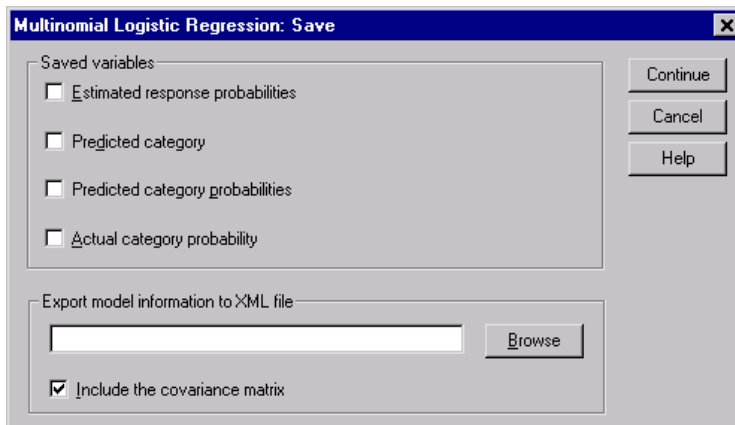 Multinomial Logistic Regression: Save
Saved variables
Estimated response probabilities
Predicted category
Predicted category probabilities
Actual category probability
Continue
Cancel
Help
Export model information to XML file
Browse
Include the covariance matrix